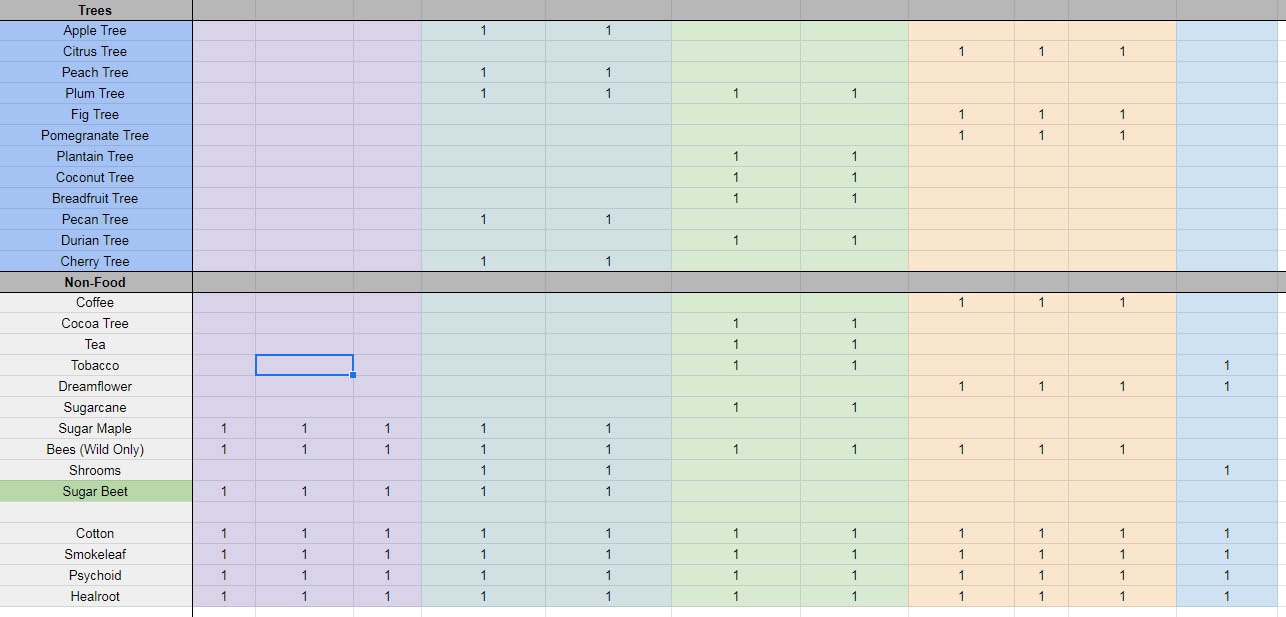 Trees
Apple Tree 1 1
Citrus Tree 1 1 1
Peach Tree 1 1
Plum Tree 1 1 1 1
Fig Tree 1 1 1
Pomegranate Tree 1 1 1
Plantain Tree 1 1
Coconut Tree 1 1
Breadfruit Tree 1 1
Pecan Tree 1 1
Durian Tree 1 1
Cherry Tree 1 1
Non-Food
Coffee 1 1 1
Cocoa Tree 1 1
Tea 1 1
Tobacco 1 1 1
Dreamflower 1 1 1 1
Sugarcane 1 1
Sugar Maple 1 1 1 1 1
Bees (Wild Only) 1 1 1 1 1 1 1 1 1 1
Shrooms 1 1 1
Sugar Beet 1 1 1 1 1
Cotton 1 1 1 1 1 1 1 1 1 1 1
Smokeleaf 1 1 1 1 1 1 1 1 1 1 1
Psychoid 1 1 1 1 1 1 1 1 1 1 1
Healroot 1 1 1 1 1 1 1 1 1 1 1